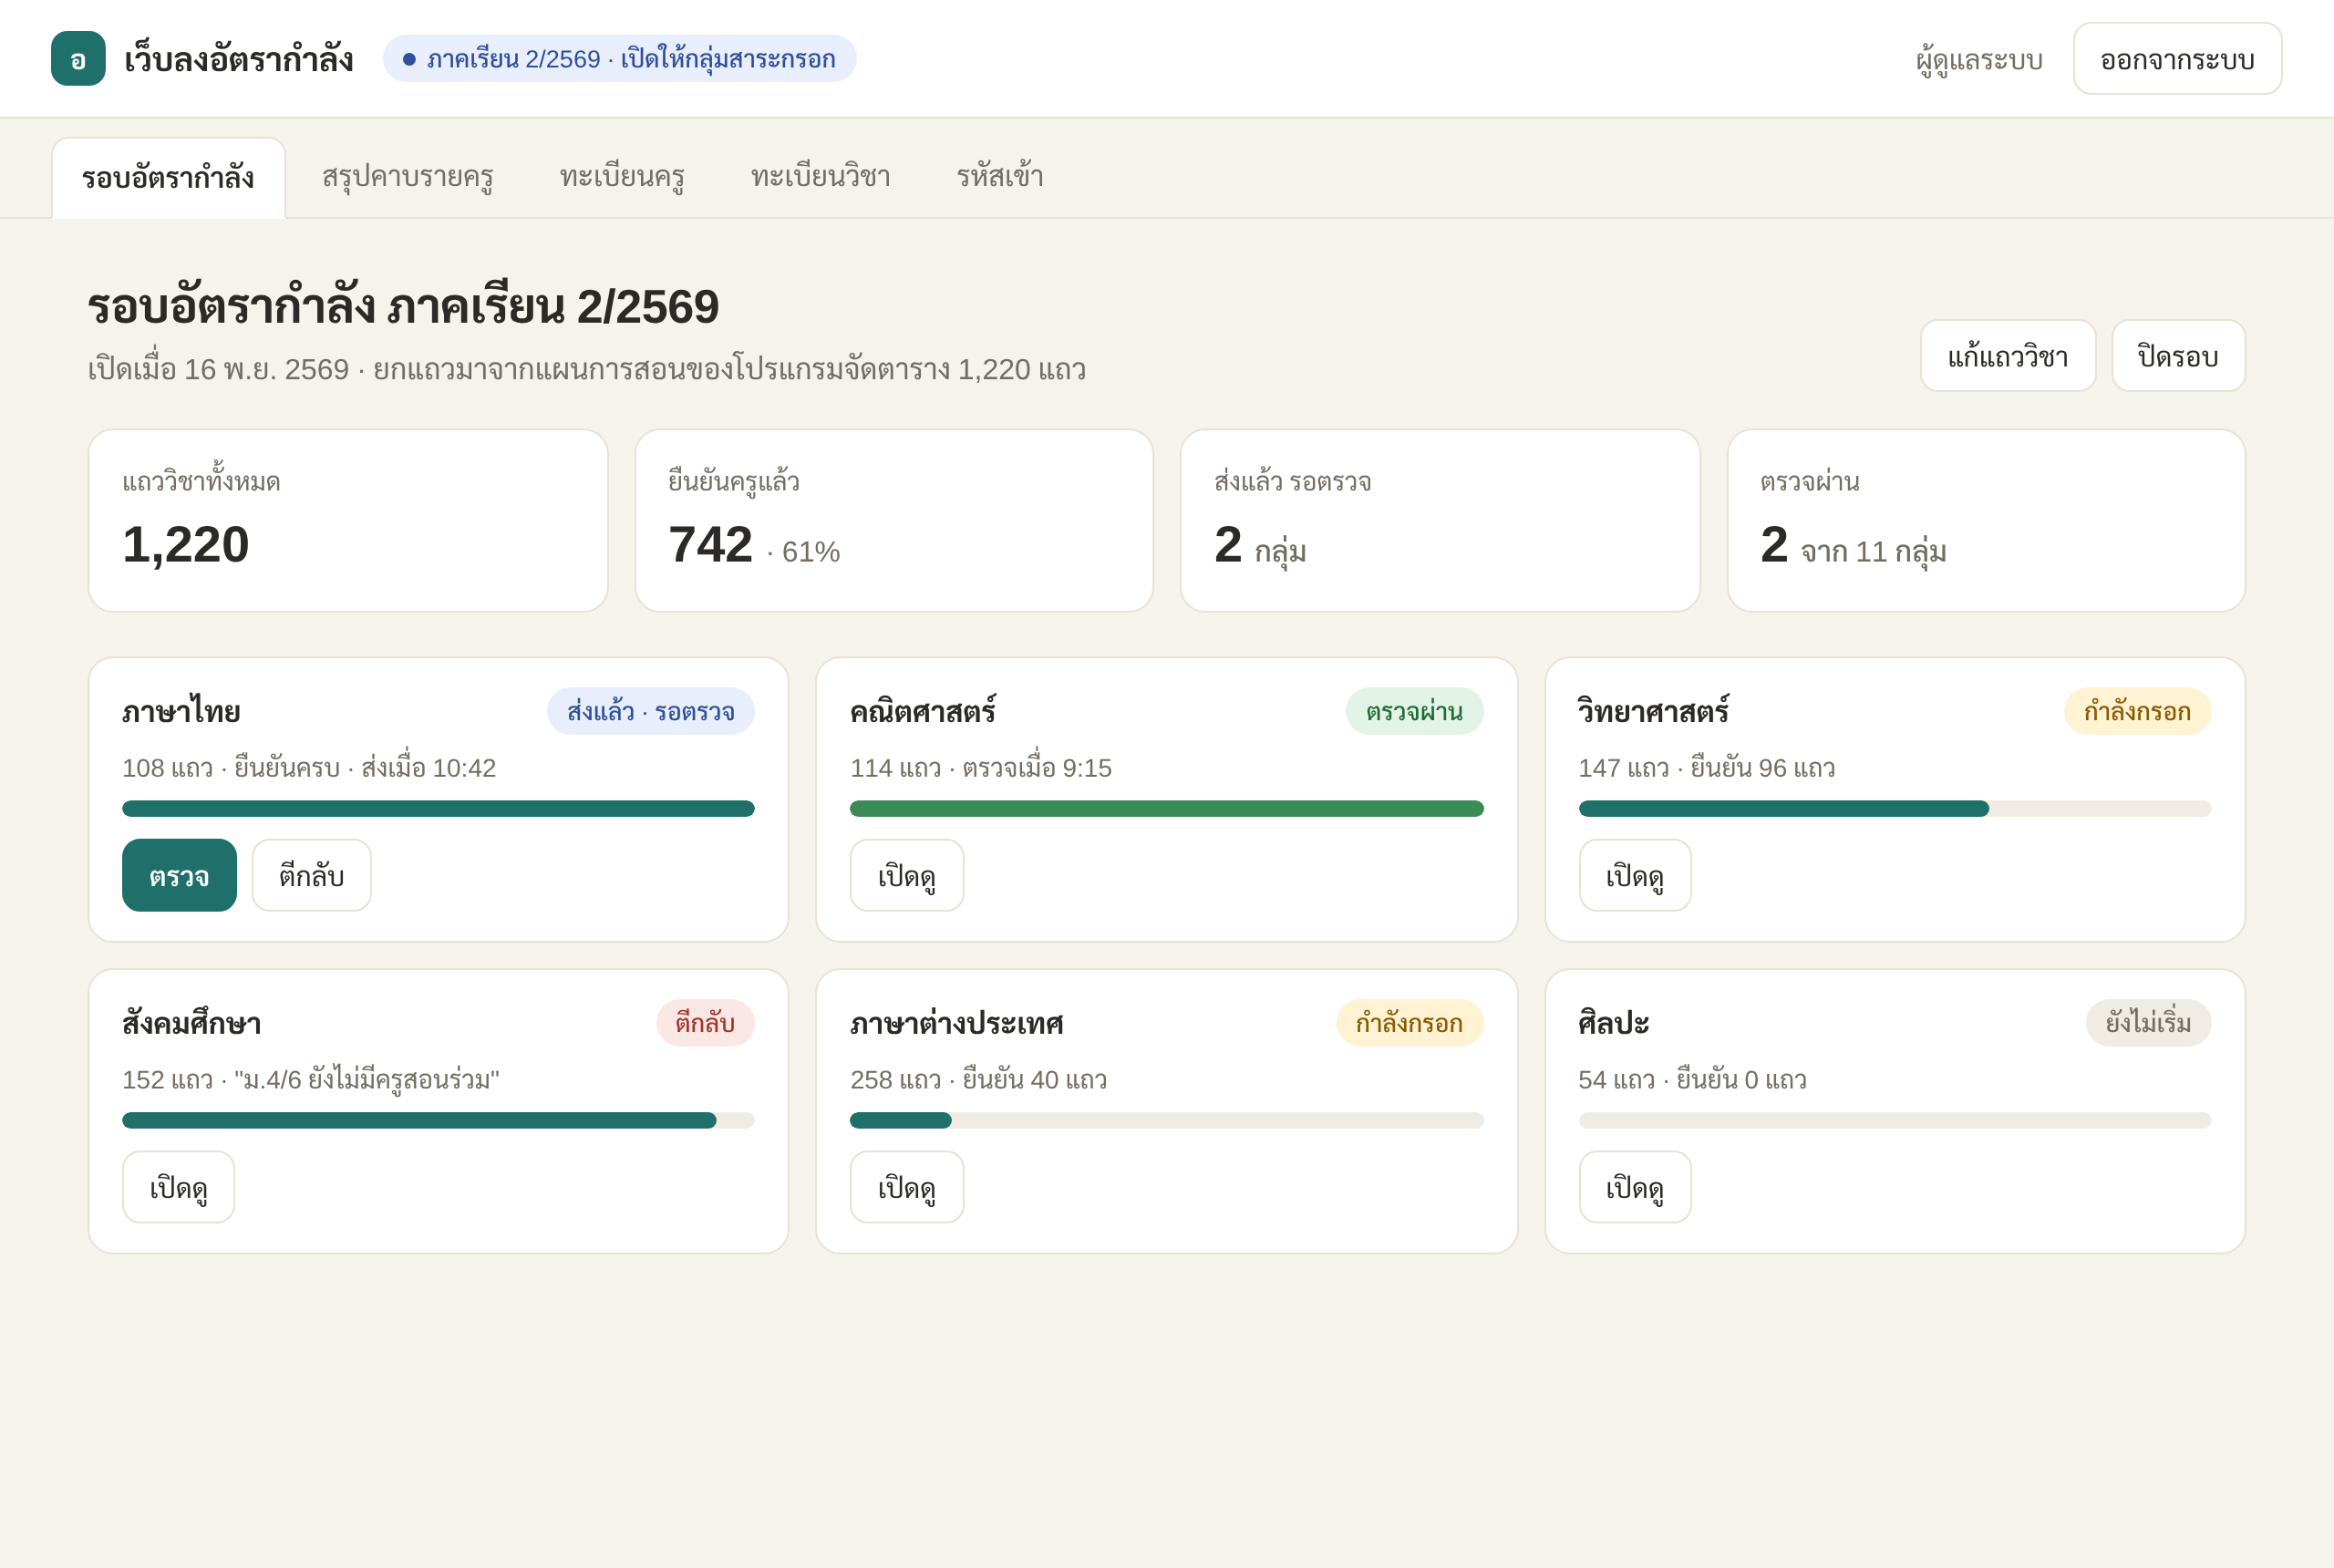 อ เว็บลงอัตรากำลัง ภาคเรียน 2/2569 · เปิดให้กลุ่มสาระกรอก ผู้ดูแลระบบ ออกจากระบบ
รอบอัตรากำลัง สรุปคาบรายครู ทะเบียนครู ทะเบียนวิชา รหัสเข้า
รอบอัตรากำลัง ภาคเรียน 2/2569
เปิดเมื่อ 16 พ.ย. 2569 · ยกแถวมาจากแผนการสอนของโปรแกรมจัดตาราง 1,220 แถว
แก้แถววิชา ปิดรอบ
แถววิชาทั้งหมด
1,220
ยืนยันครูแล้ว
742 · 61%
ส่งแล้ว รอตรวจ
2 กลุ่ม
ตรวจผ่าน
2 จาก 11 กลุ่ม
ภาษาไทย ส่งแล้ว · รอตรวจ
108 แถว · ยืนยันครบ · ส่งเมื่อ 10:42
ตรวจ ตีกลับ
คณิตศาสตร์ ตรวจผ่าน
114 แถว · ตรวจเมื่อ 9:15
เปิดดู
วิทยาศาสตร์ กำลังกรอก
147 แถว · ยืนยัน 96 แถว
เปิดดู
สังคมศึกษา ตีกลับ
152 แถว · "ม.4/6 ยังไม่มีครูสอนร่วม"
เปิดดู
ภาษาต่างประเทศ กำลังกรอก
258 แถว · ยืนยัน 40 แถว
เปิดดู
ศิลปะ ยังไม่เริ่ม
54 แถว · ยืนยัน 0 แถว
เปิดดู